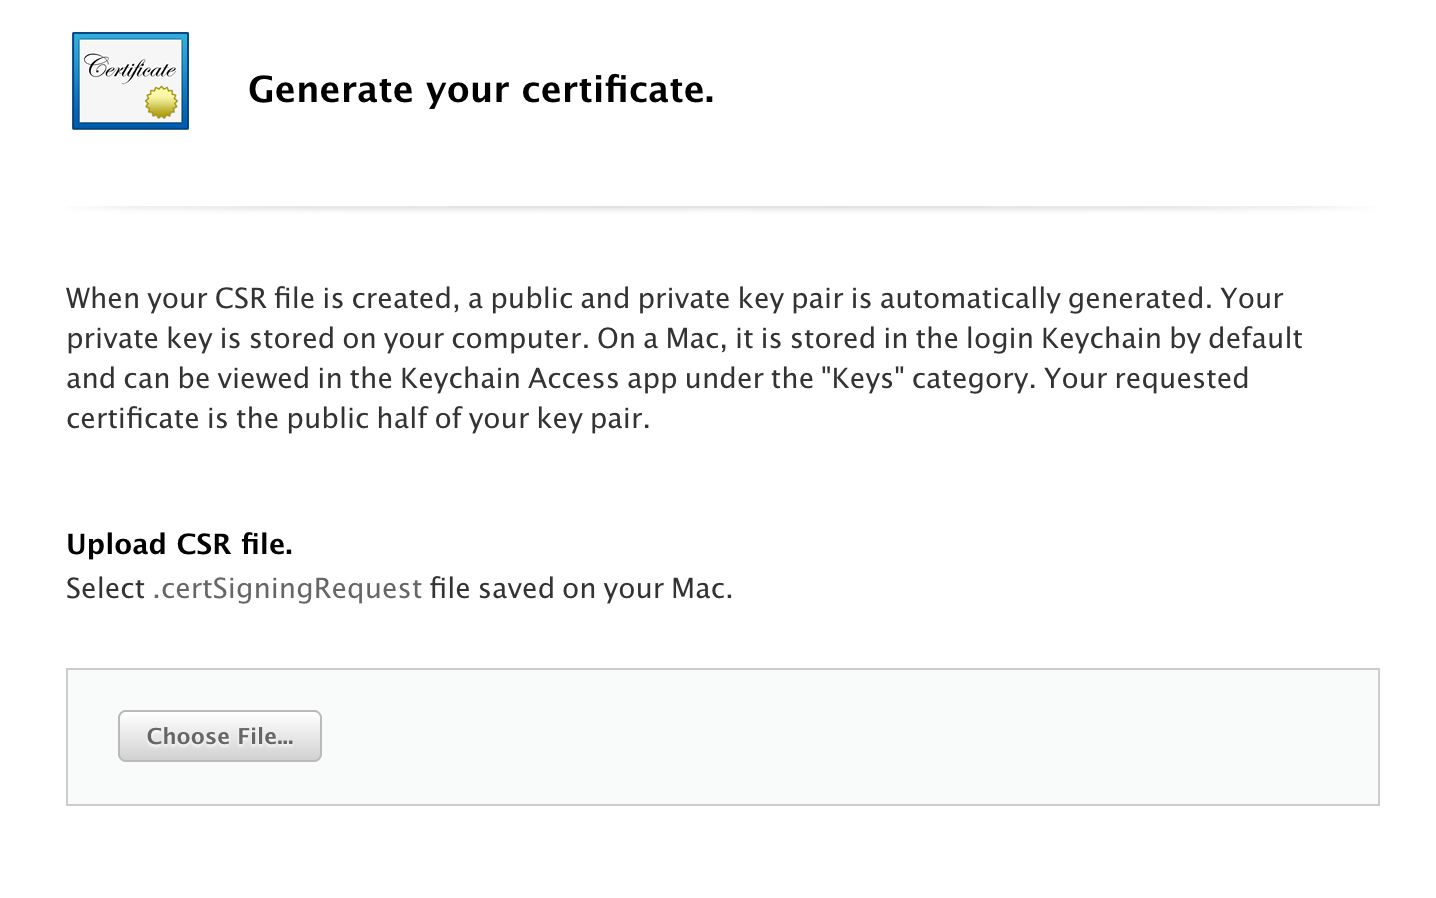 Certificate
Generate your certificate.
When your CSR file is created, a public and private key pair is automatically generated. Your
private key is stored on your computer. On a Mac, it is stored in the login Keychain by default
and can be viewed in the Keychain Access app under the "Keys" category. Your requested
certificate is the public half of your key pair.
Upload CSR file.
Select .certSigningRequest file saved on your Mac.
Choose File...